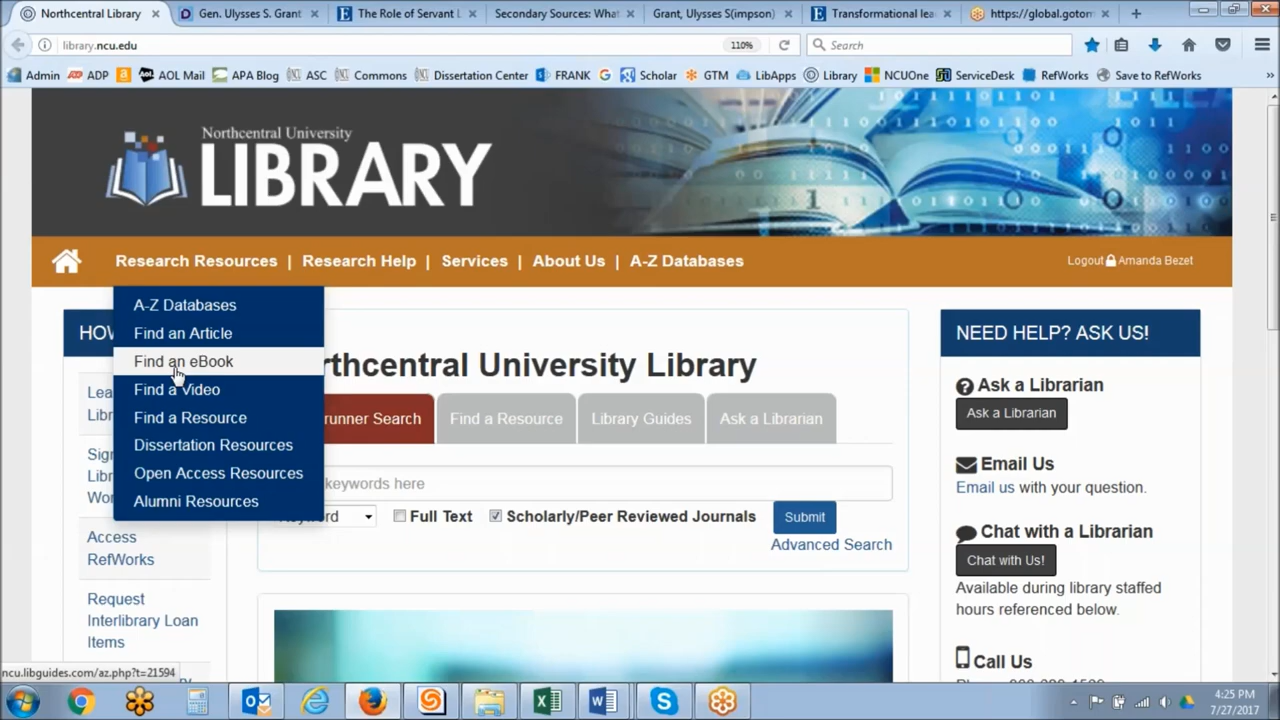 Northcentral Library
Gen. Ulysses S. Grant
The Role of Servant L
Secondary Sources: Wha
Grant, Ulysses S(impson)
Transformational lea
https://global.gotom
library.ncu.edu
110%
Search
Admin
ADP
AOL Mail
APA Blog
ASC
Commons
Dissertation Center
FRANK
Scholar
GTM
LibApps
Library
NCUOne
ServiceDesk
RefWorks
Save to RefWorks
Northcentral University
LIBRARY
Research Resources | Research Help | Services | About Us | A-Z Databases
Logout Amanda Bezet
A-Z Databases
Find an Article
Find an eBook
Find a Video
Find a Resource
Dissertation Resources
Open Access Resources
Alumni Resources
HOW
Lea
Libr
Sig
Libr
Wor
Access
RefWorks
Request
Interlibrary Loan
Items
rthcentral University Library
runner Search
Find a Resource
Library Guides
Ask a Librarian
keywords here
Full Text
Scholarly/Peer Reviewed Journals
Submit
Advanced Search
NEED HELP? ASK US!
Ask a Librarian
Ask a Librarian
Email Us
Email us with your question.
Chat with a Librarian
Chat with Us!
Available during library staffed
hours referenced below.
Call Us
ncu.libguides.com/az.php?t=21594
4:25 PM
7/27/2017